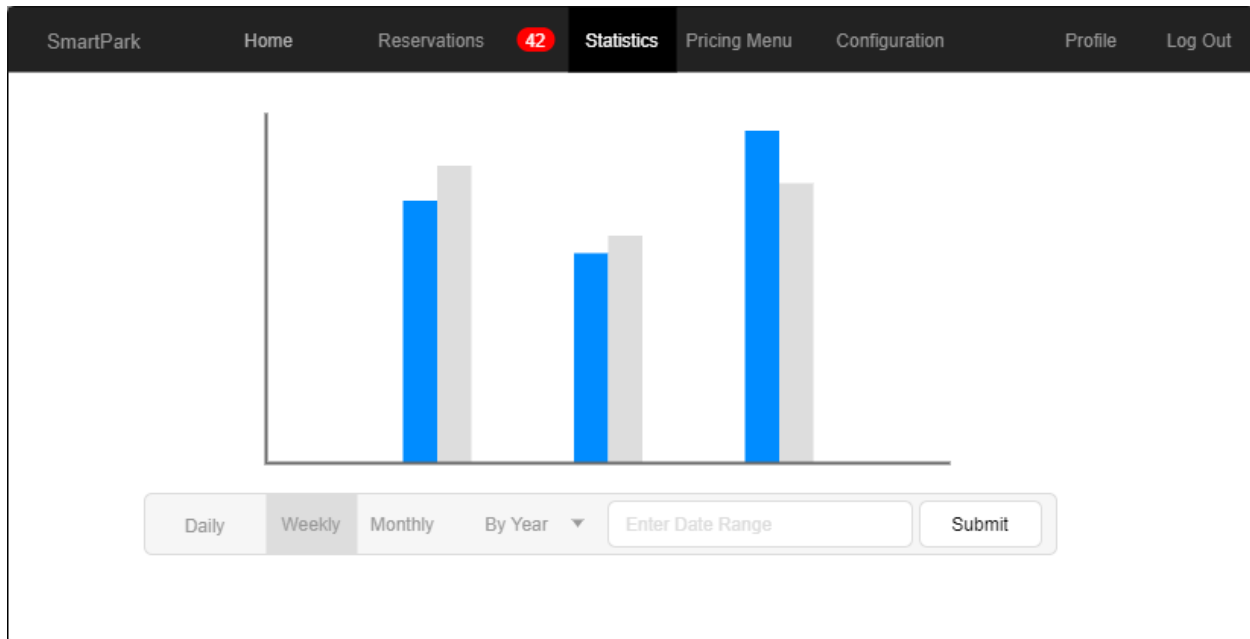 SmartPark Home Reservations 42 Statistics Pricing Menu Configuration Profile Log Out
Daily Weekly Monthly By Year Enter Date Range Submit